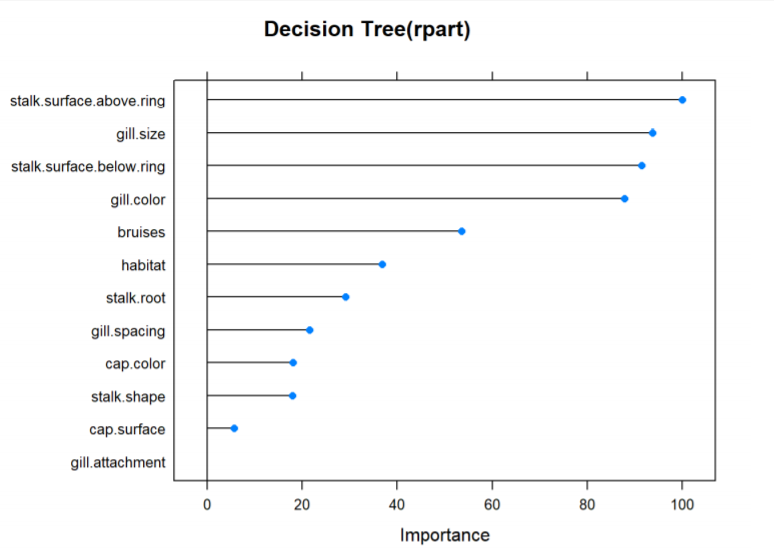 Decision Tree(rpart)
stalk.surface.above.ring
gill.size
stalk.surface.below.ring
gill.color
bruises
habitat
stalk.root
gill.spacing
cap.color
stalk.shape
cap.surface
gill.attachment
0 20 40 60 80 100
Importance